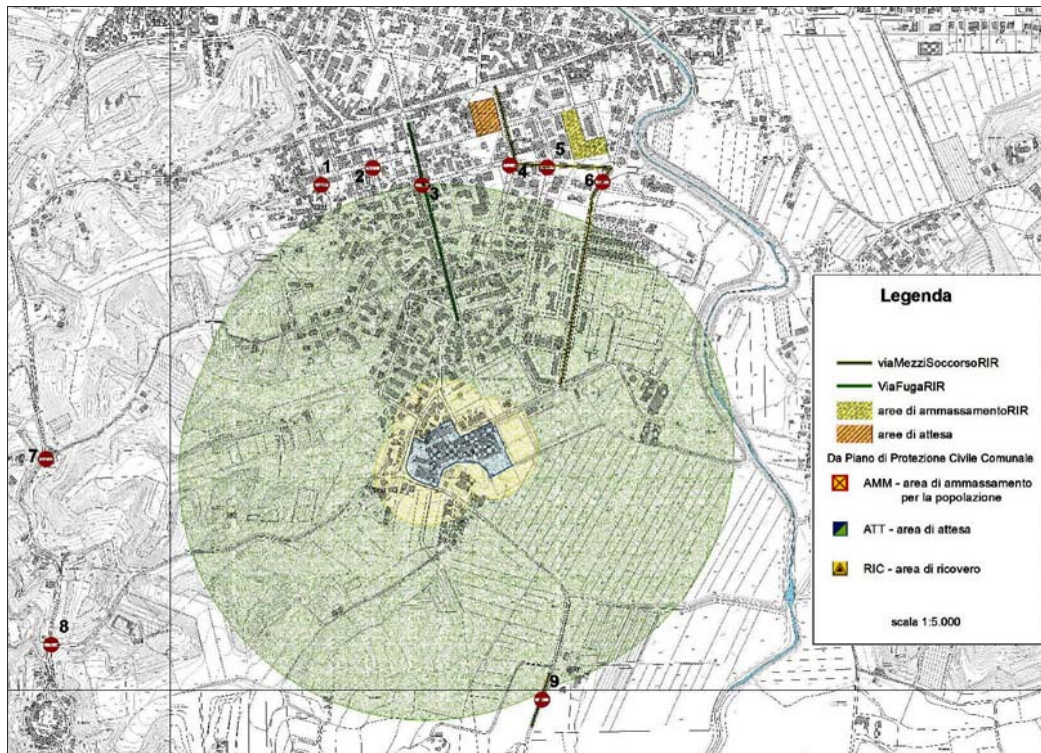 1
2
3
4
5
6
7
8
9
Legenda
viaMezziSoccorsoRIR
ViaFugaRIR
aree di ammassamentoRIR
aree di attesa
Da Piano di Protezione Civile Comunale
AMM - area di ammassamento
per la popolazione
ATT - area di attesa
RIC - area di ricovero
scala 1:5.000